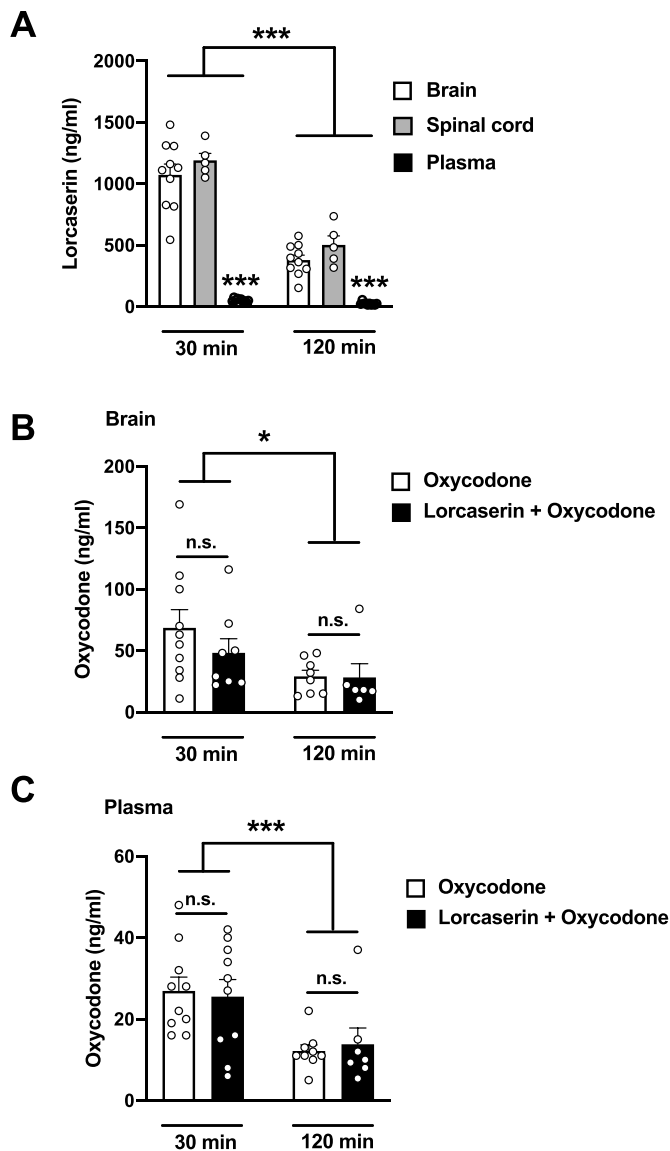 A
***
2000
1500
1000
500
0
Lorcaserin (ng/ml)
Brain
Spinal cord
Plasma
***
***
30 min
120 min
B
Brain
*
200
150
100
50
0
Oxycodone (ng/ml)
Oxycodone
Lorcaserin + Oxycodone
n.s.
n.s.
30 min
120 min
C
Plasma
***
60
40
20
0
Oxycodone (ng/ml)
Oxycodone
Lorcaserin + Oxycodone
n.s.
n.s.
30 min
120 min